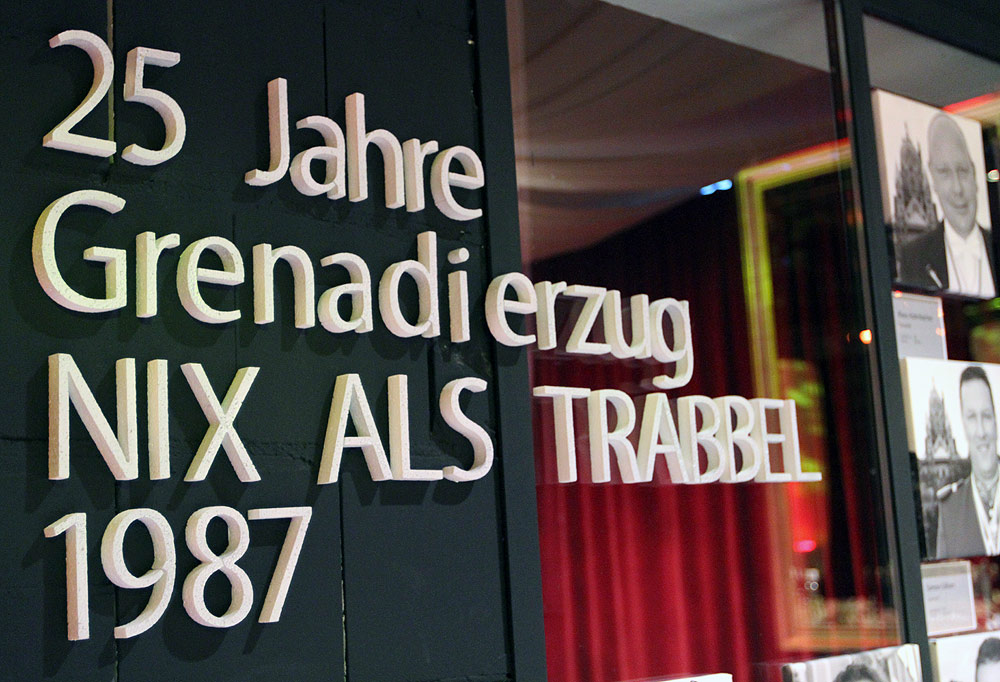 25 Jahre
Grenadierzug
NIX ALS TRABBEL
1987